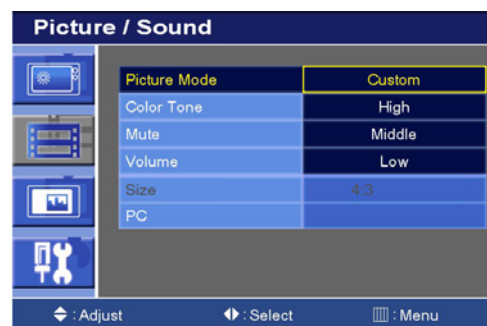 Picture / Sound
Picture Mode Custom
Color Tone High
Mute Middle
Volume Low
Size 4:3
PC
: Adjust : Select : Menu